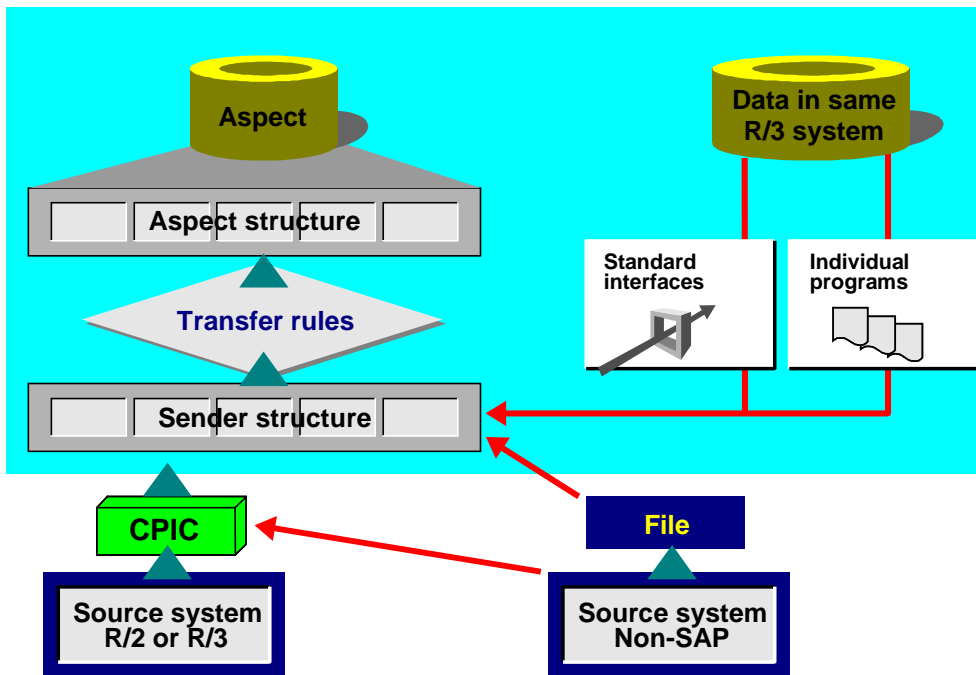 Aspect
Data in same
R/3 system
Aspect structure
Standard
interfaces
Individual
programs
Transfer rules
Sender structure
CPIC
File
Source system
R/2 or R/3
Source system
Non-SAP